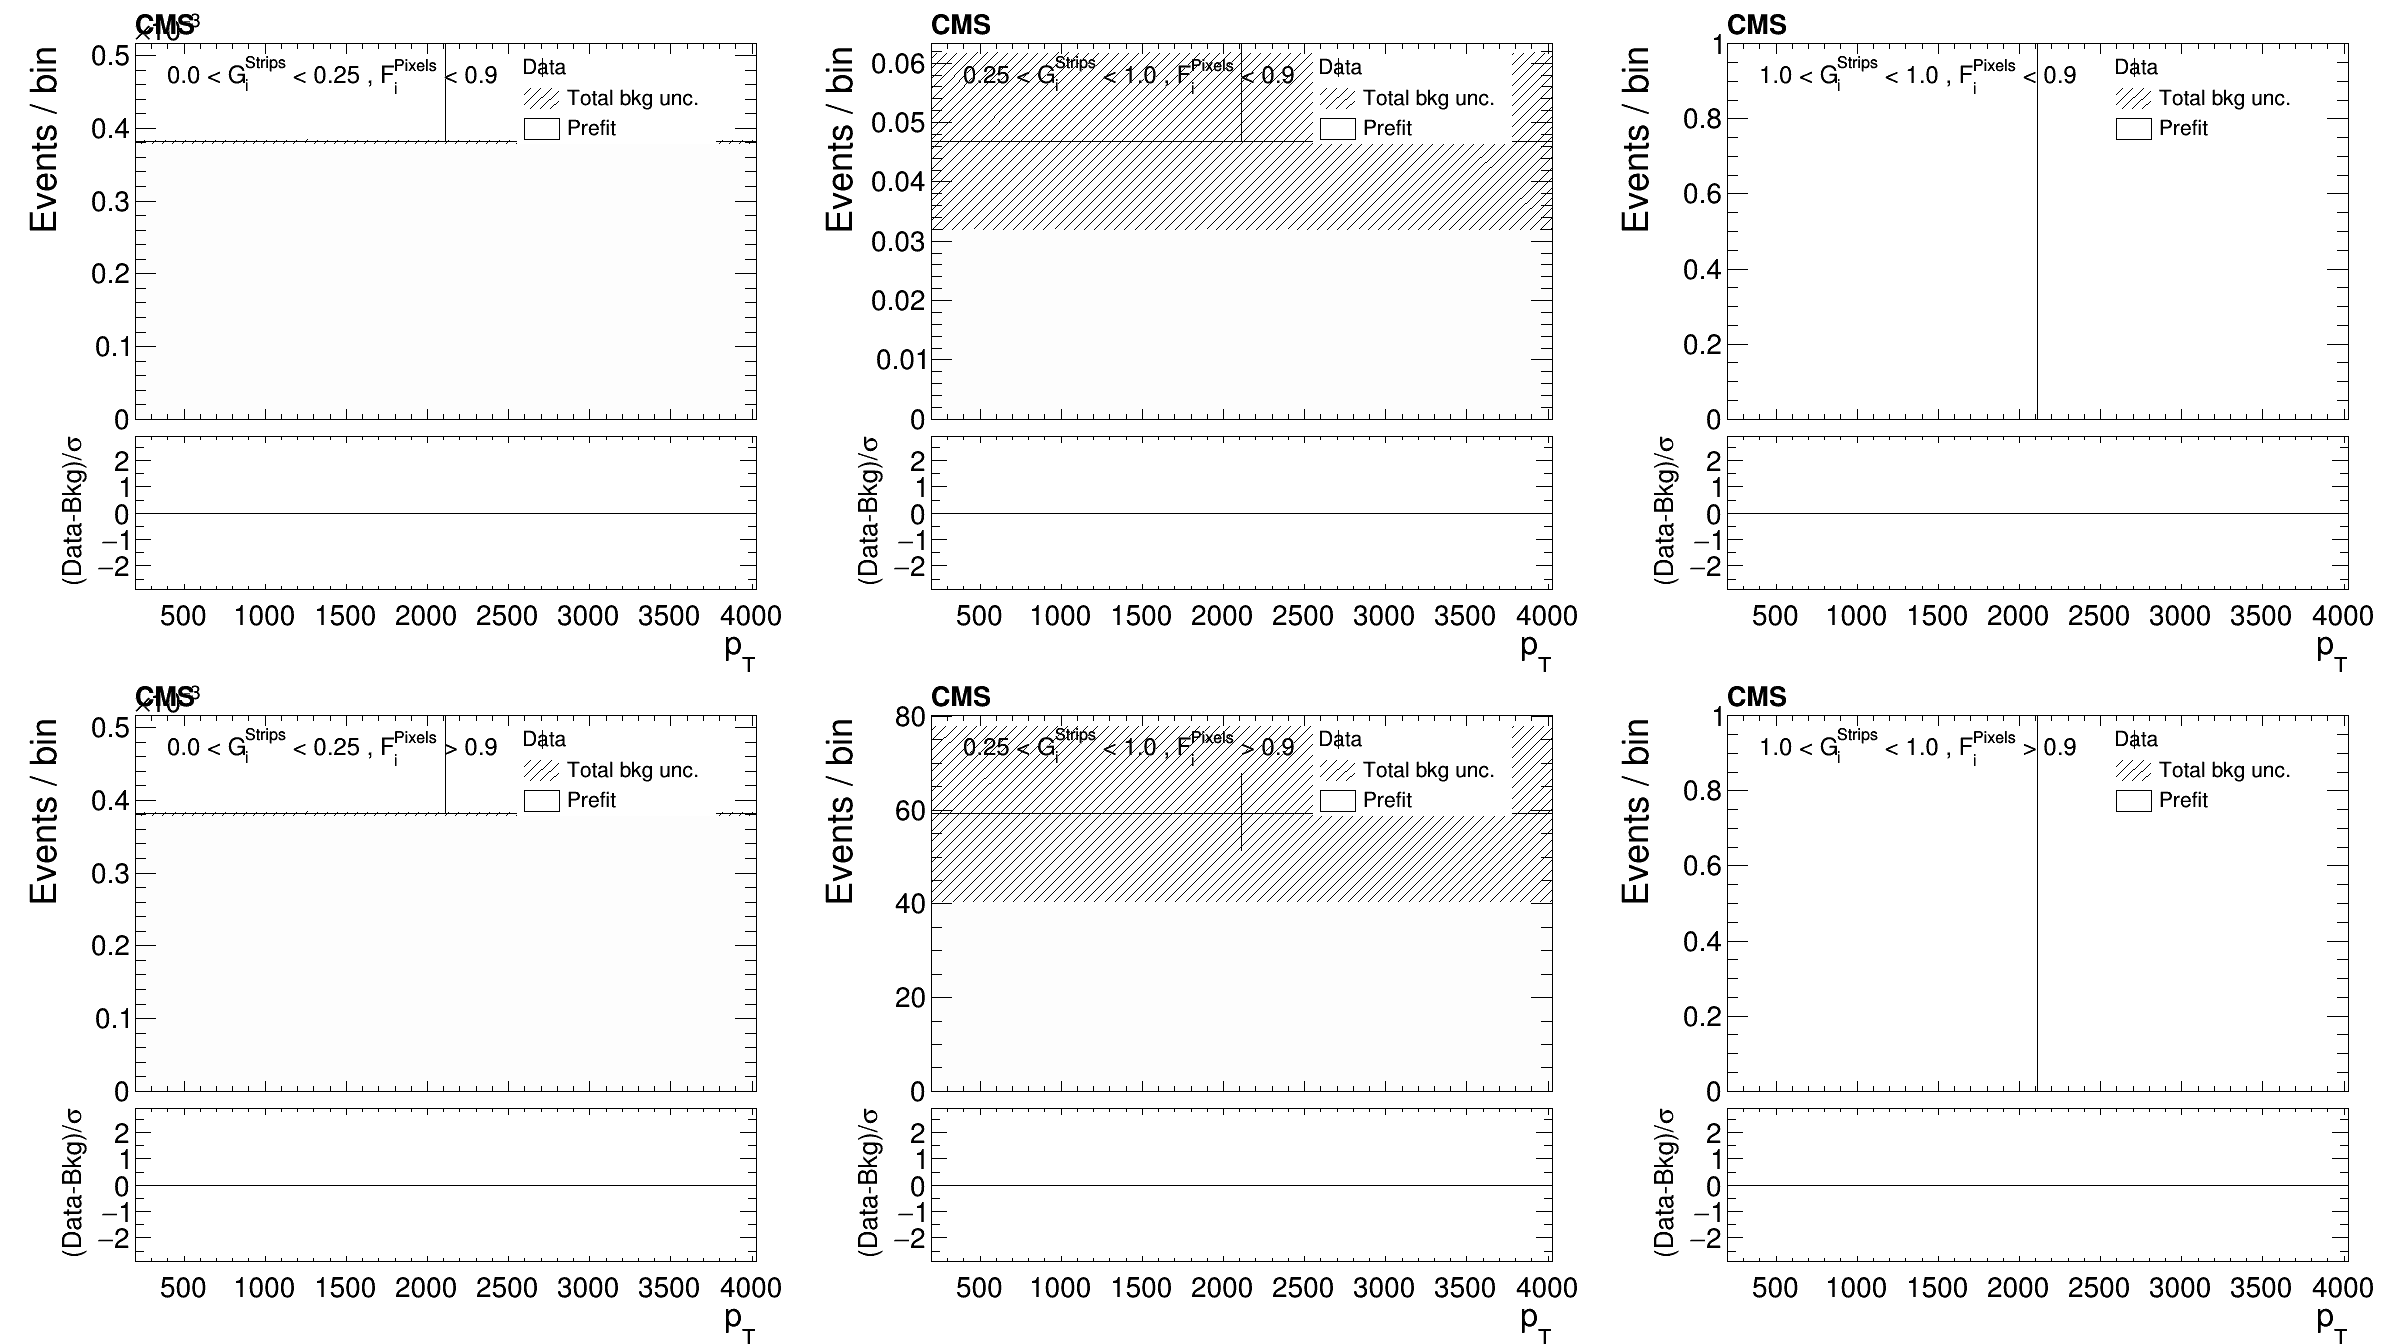 CMS
×10⁻³
Events / bin
0.0 < G_i^Strips < 0.25 , F_i^Pixels < 0.9
Data
Total bkg unc.
Prefit
0.5
0.4
0.3
0.2
0.1
0
(Data-Bkg)/σ
2
1
0
−1
−2
500 1000 1500 2000 2500 3000 3500 4000
p_T
CMS
Events / bin
0.25 < G_i^Strips < 1.0 , F_i^Pixels < 0.9
Data
Total bkg unc.
Prefit
0.06
0.05
0.04
0.03
0.02
0.01
0
(Data-Bkg)/σ
2
1
0
−1
−2
500 1000 1500 2000 2500 3000 3500 4000
p_T
CMS
Events / bin
1.0 < G_i^Strips < 1.0 , F_i^Pixels < 0.9
Data
Total bkg unc.
Prefit
1
0.8
0.6
0.4
0.2
0
(Data-Bkg)/σ
2
1
0
−1
−2
500 1000 1500 2000 2500 3000 3500 4000
p_T
CMS
×10⁻³
Events / bin
0.0 < G_i^Strips < 0.25 , F_i^Pixels > 0.9
Data
Total bkg unc.
Prefit
0.5
0.4
0.3
0.2
0.1
0
(Data-Bkg)/σ
2
1
0
−1
−2
500 1000 1500 2000 2500 3000 3500 4000
p_T
CMS
Events / bin
0.25 < G_i^Strips < 1.0 , F_i^Pixels > 0.9
Data
Total bkg unc.
Prefit
80
60
40
20
0
(Data-Bkg)/σ
2
1
0
−1
−2
500 1000 1500 2000 2500 3000 3500 4000
p_T
CMS
Events / bin
1.0 < G_i^Strips < 1.0 , F_i^Pixels > 0.9
Data
Total bkg unc.
Prefit
1
0.8
0.6
0.4
0.2
0
(Data-Bkg)/σ
2
1
0
−1
−2
500 1000 1500 2000 2500 3000 3500 4000
p_T